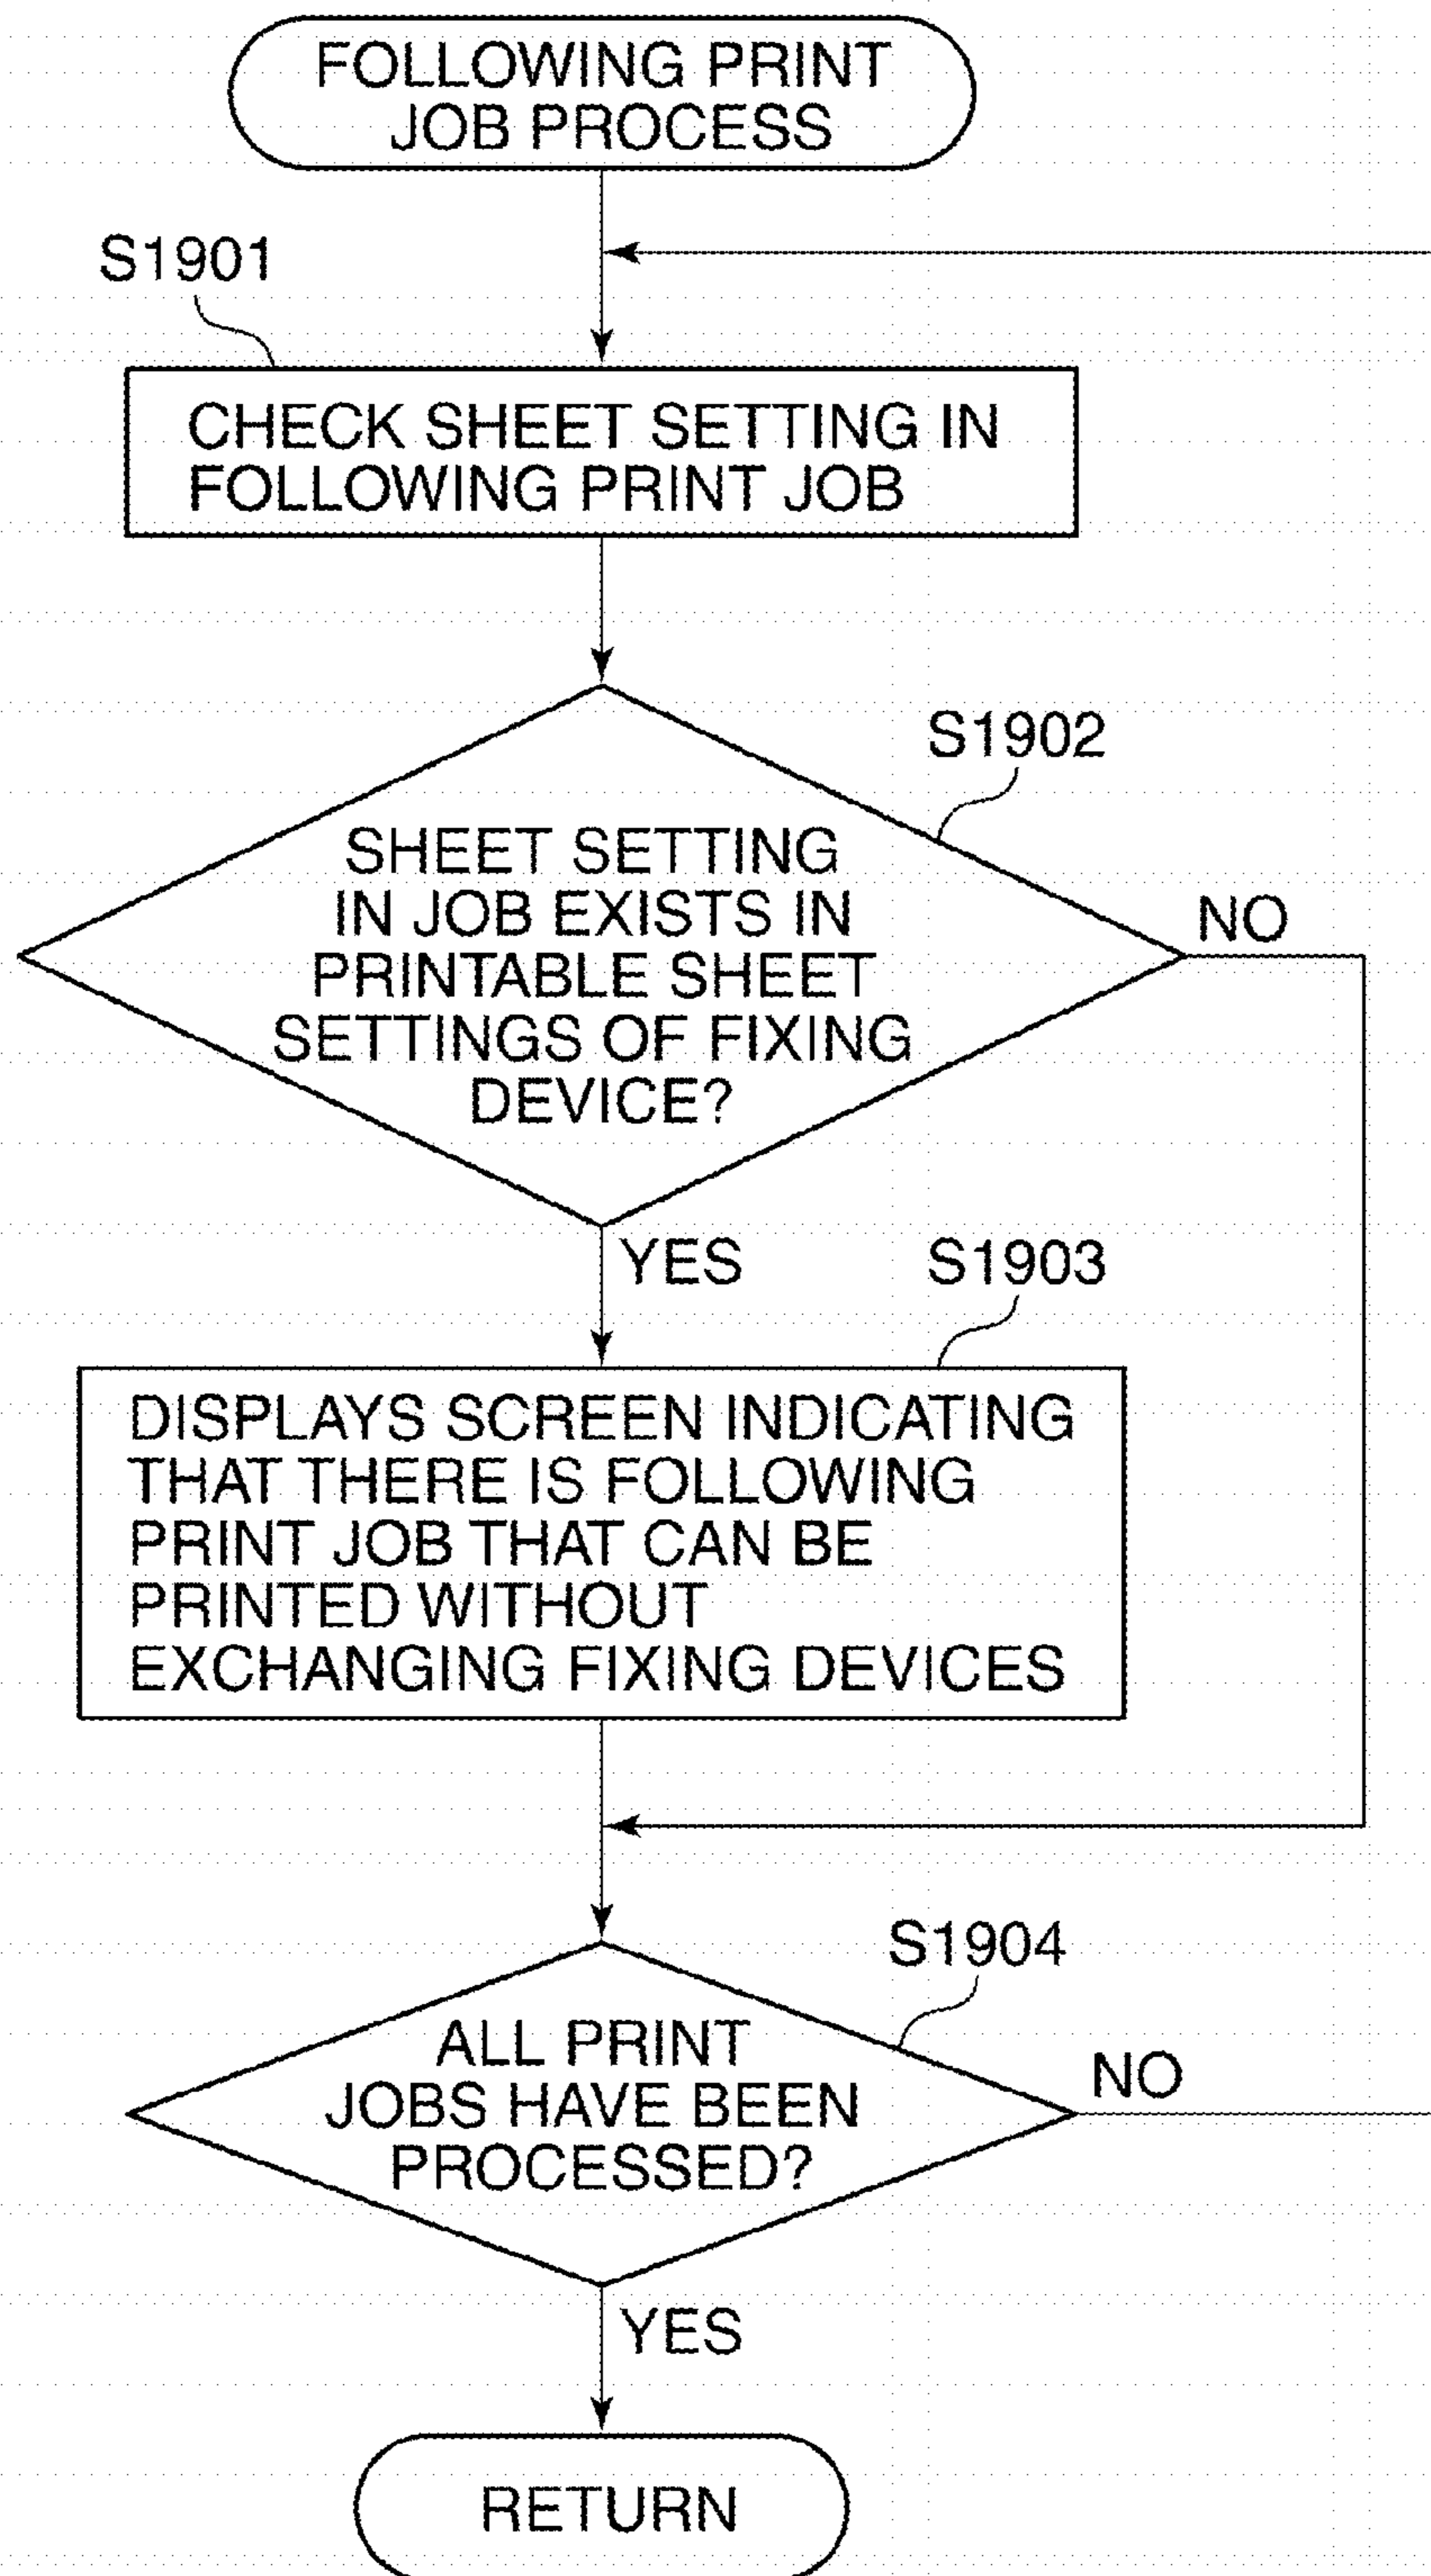 FOLLOWING PRINT
JOB PROCESS
S1901
CHECK SHEET SETTING IN
FOLLOWING PRINT JOB
S1902
SHEET SETTING
IN JOB EXISTS IN
PRINTABLE SHEET
SETTINGS OF FIXING
DEVICE?
NO
YES
S1903
DISPLAYS SCREEN INDICATING
THAT THERE IS FOLLOWING
PRINT JOB THAT CAN BE
PRINTED WITHOUT
EXCHANGING FIXING DEVICES
S1904
ALL PRINT
JOBS HAVE BEEN
PROCESSED?
NO
YES
RETURN